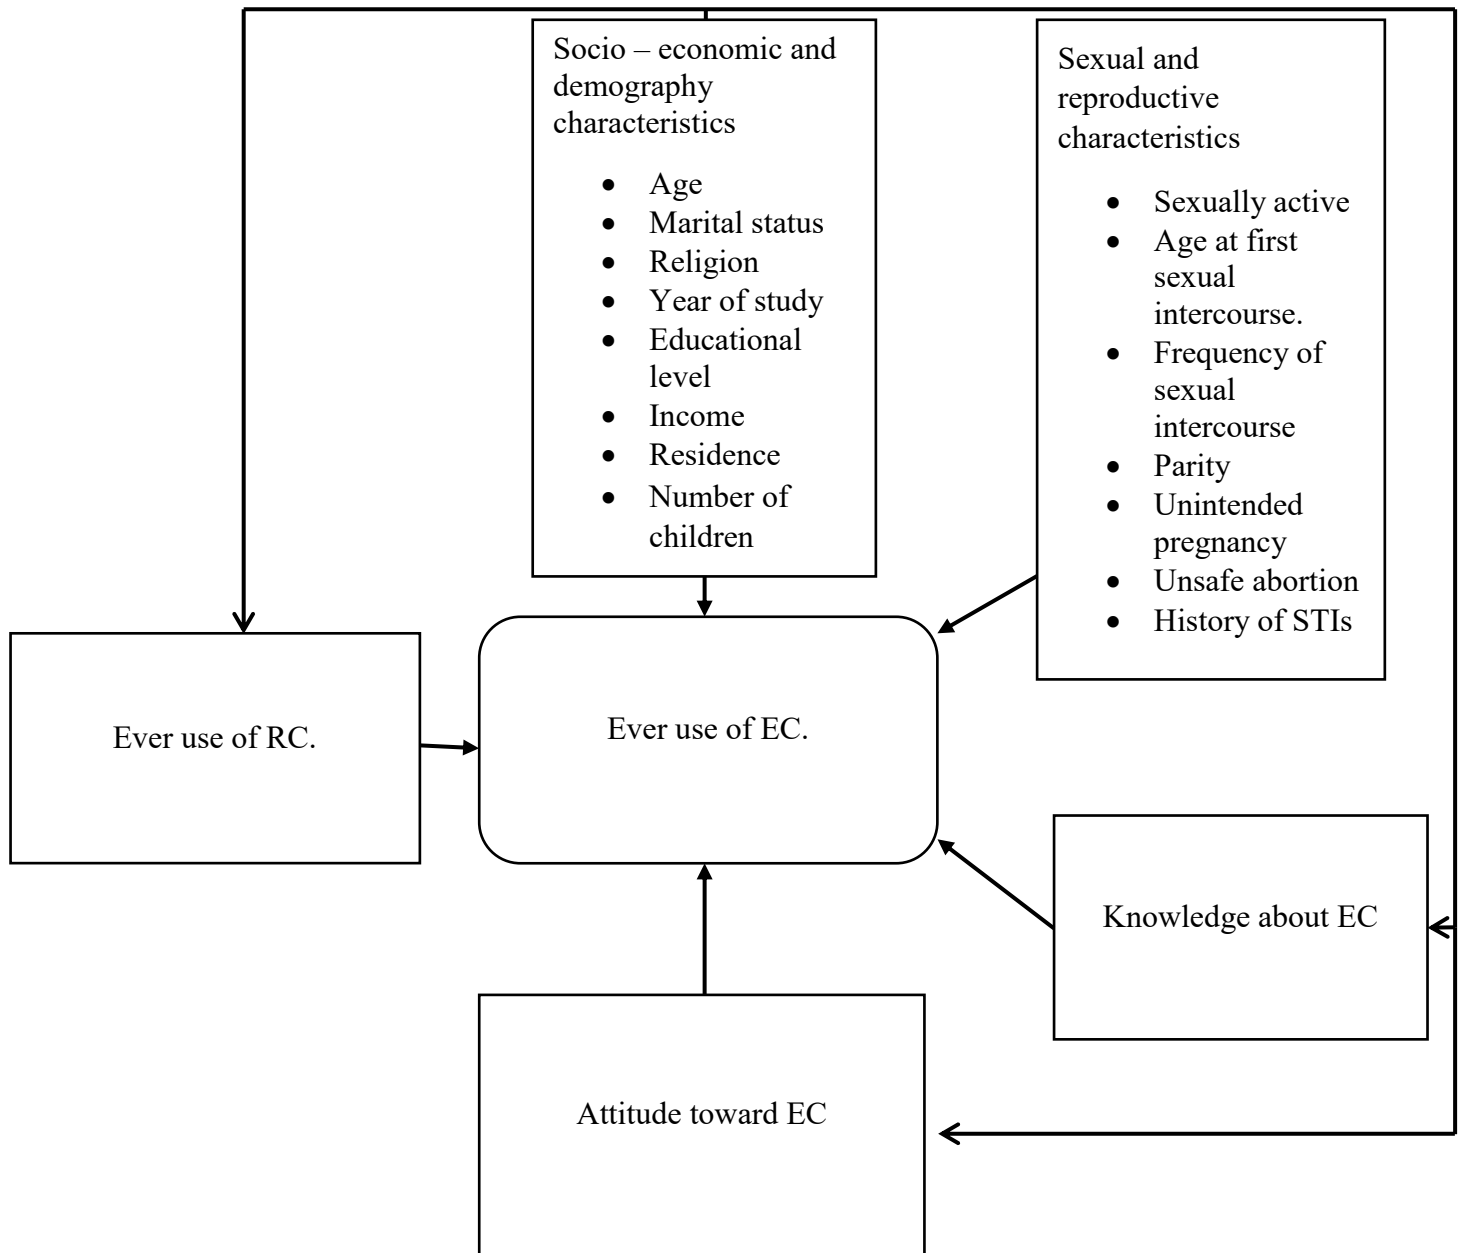 Socio – economic and
demography
characteristics
• Age
• Marital status
• Religion
• Year of study
• Educational
level
• Income
• Residence
• Number of
children
Sexual and
reproductive
characteristics
• Sexually active
• Age at first
sexual
intercourse.
• Frequency of
sexual
intercourse
• Parity
• Unintended
pregnancy
• Unsafe abortion
• History of STIs
Ever use of RC.
Ever use of EC.
Knowledge about EC
Attitude toward EC